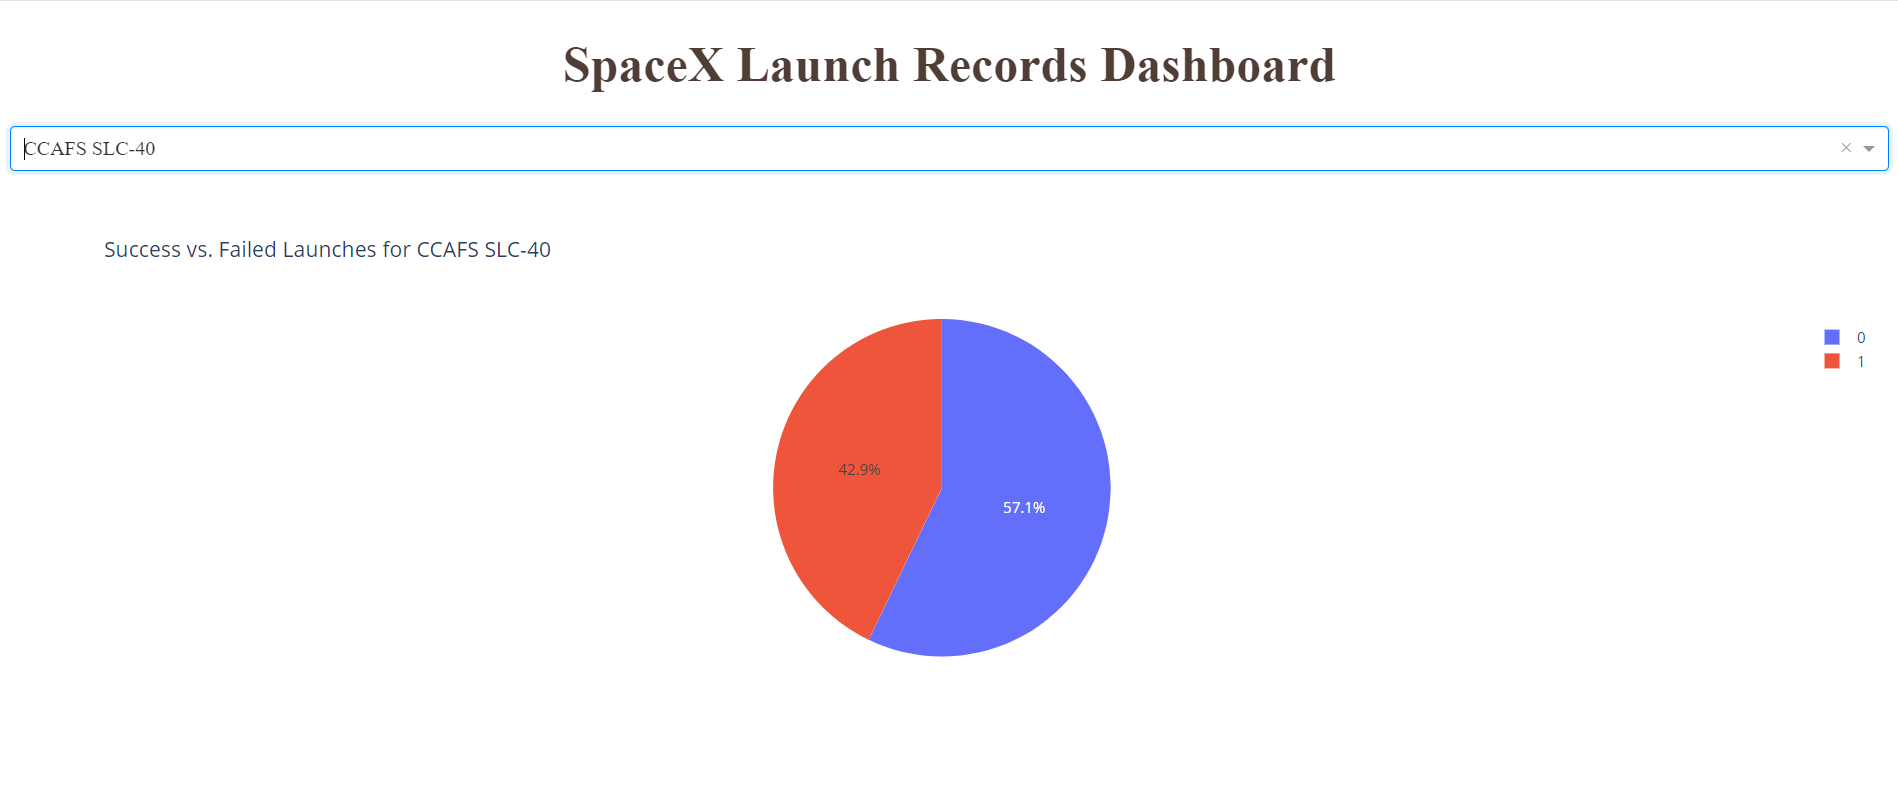 SpaceX Launch Records Dashboard
CCAFS SLC-40
Success vs. Failed Launches for CCAFS SLC-40
0
1
42.9%
57.1%